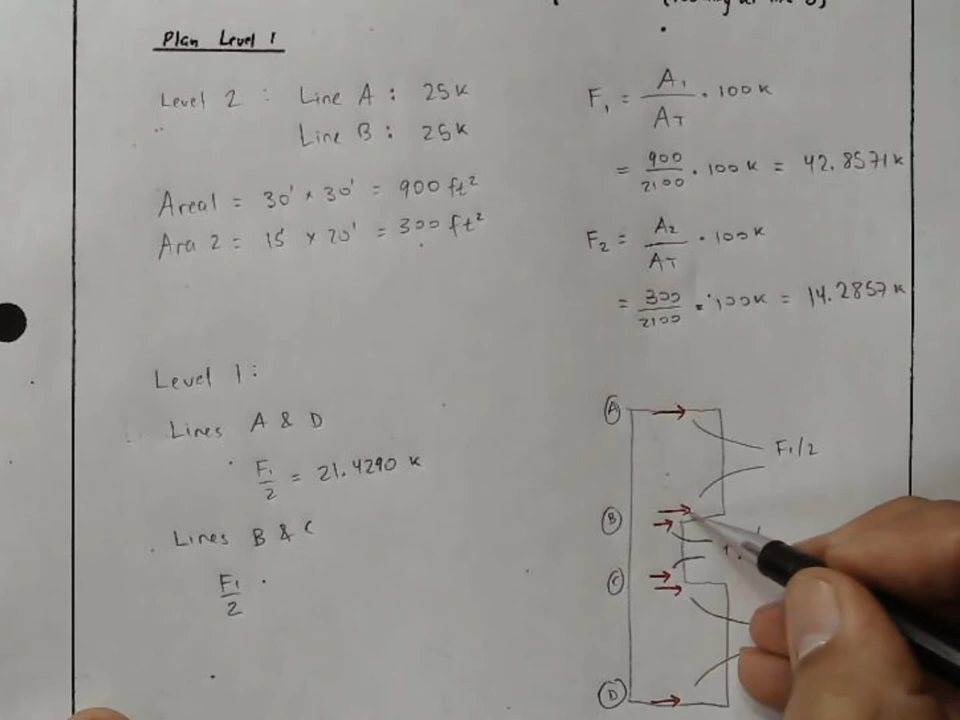 Plan Level 1
Level 2 : Line A : 25k
" Line B : 25k
Area1 = 30' x 30' = 900 ft²
Ara 2 = 15 x 20' = 300 ft²
F₁ = A₁/AT · 100k
= 900/2100 · 100k = 42.8571k
F₂ = A₂/AT · 100k
= 300/2100 · 100k = 14.2857k
Level 1:
Lines A & D
F₁/2 = 21.4290 k
Lines B & C
F₁/2
A
F₁/2
B
C
D